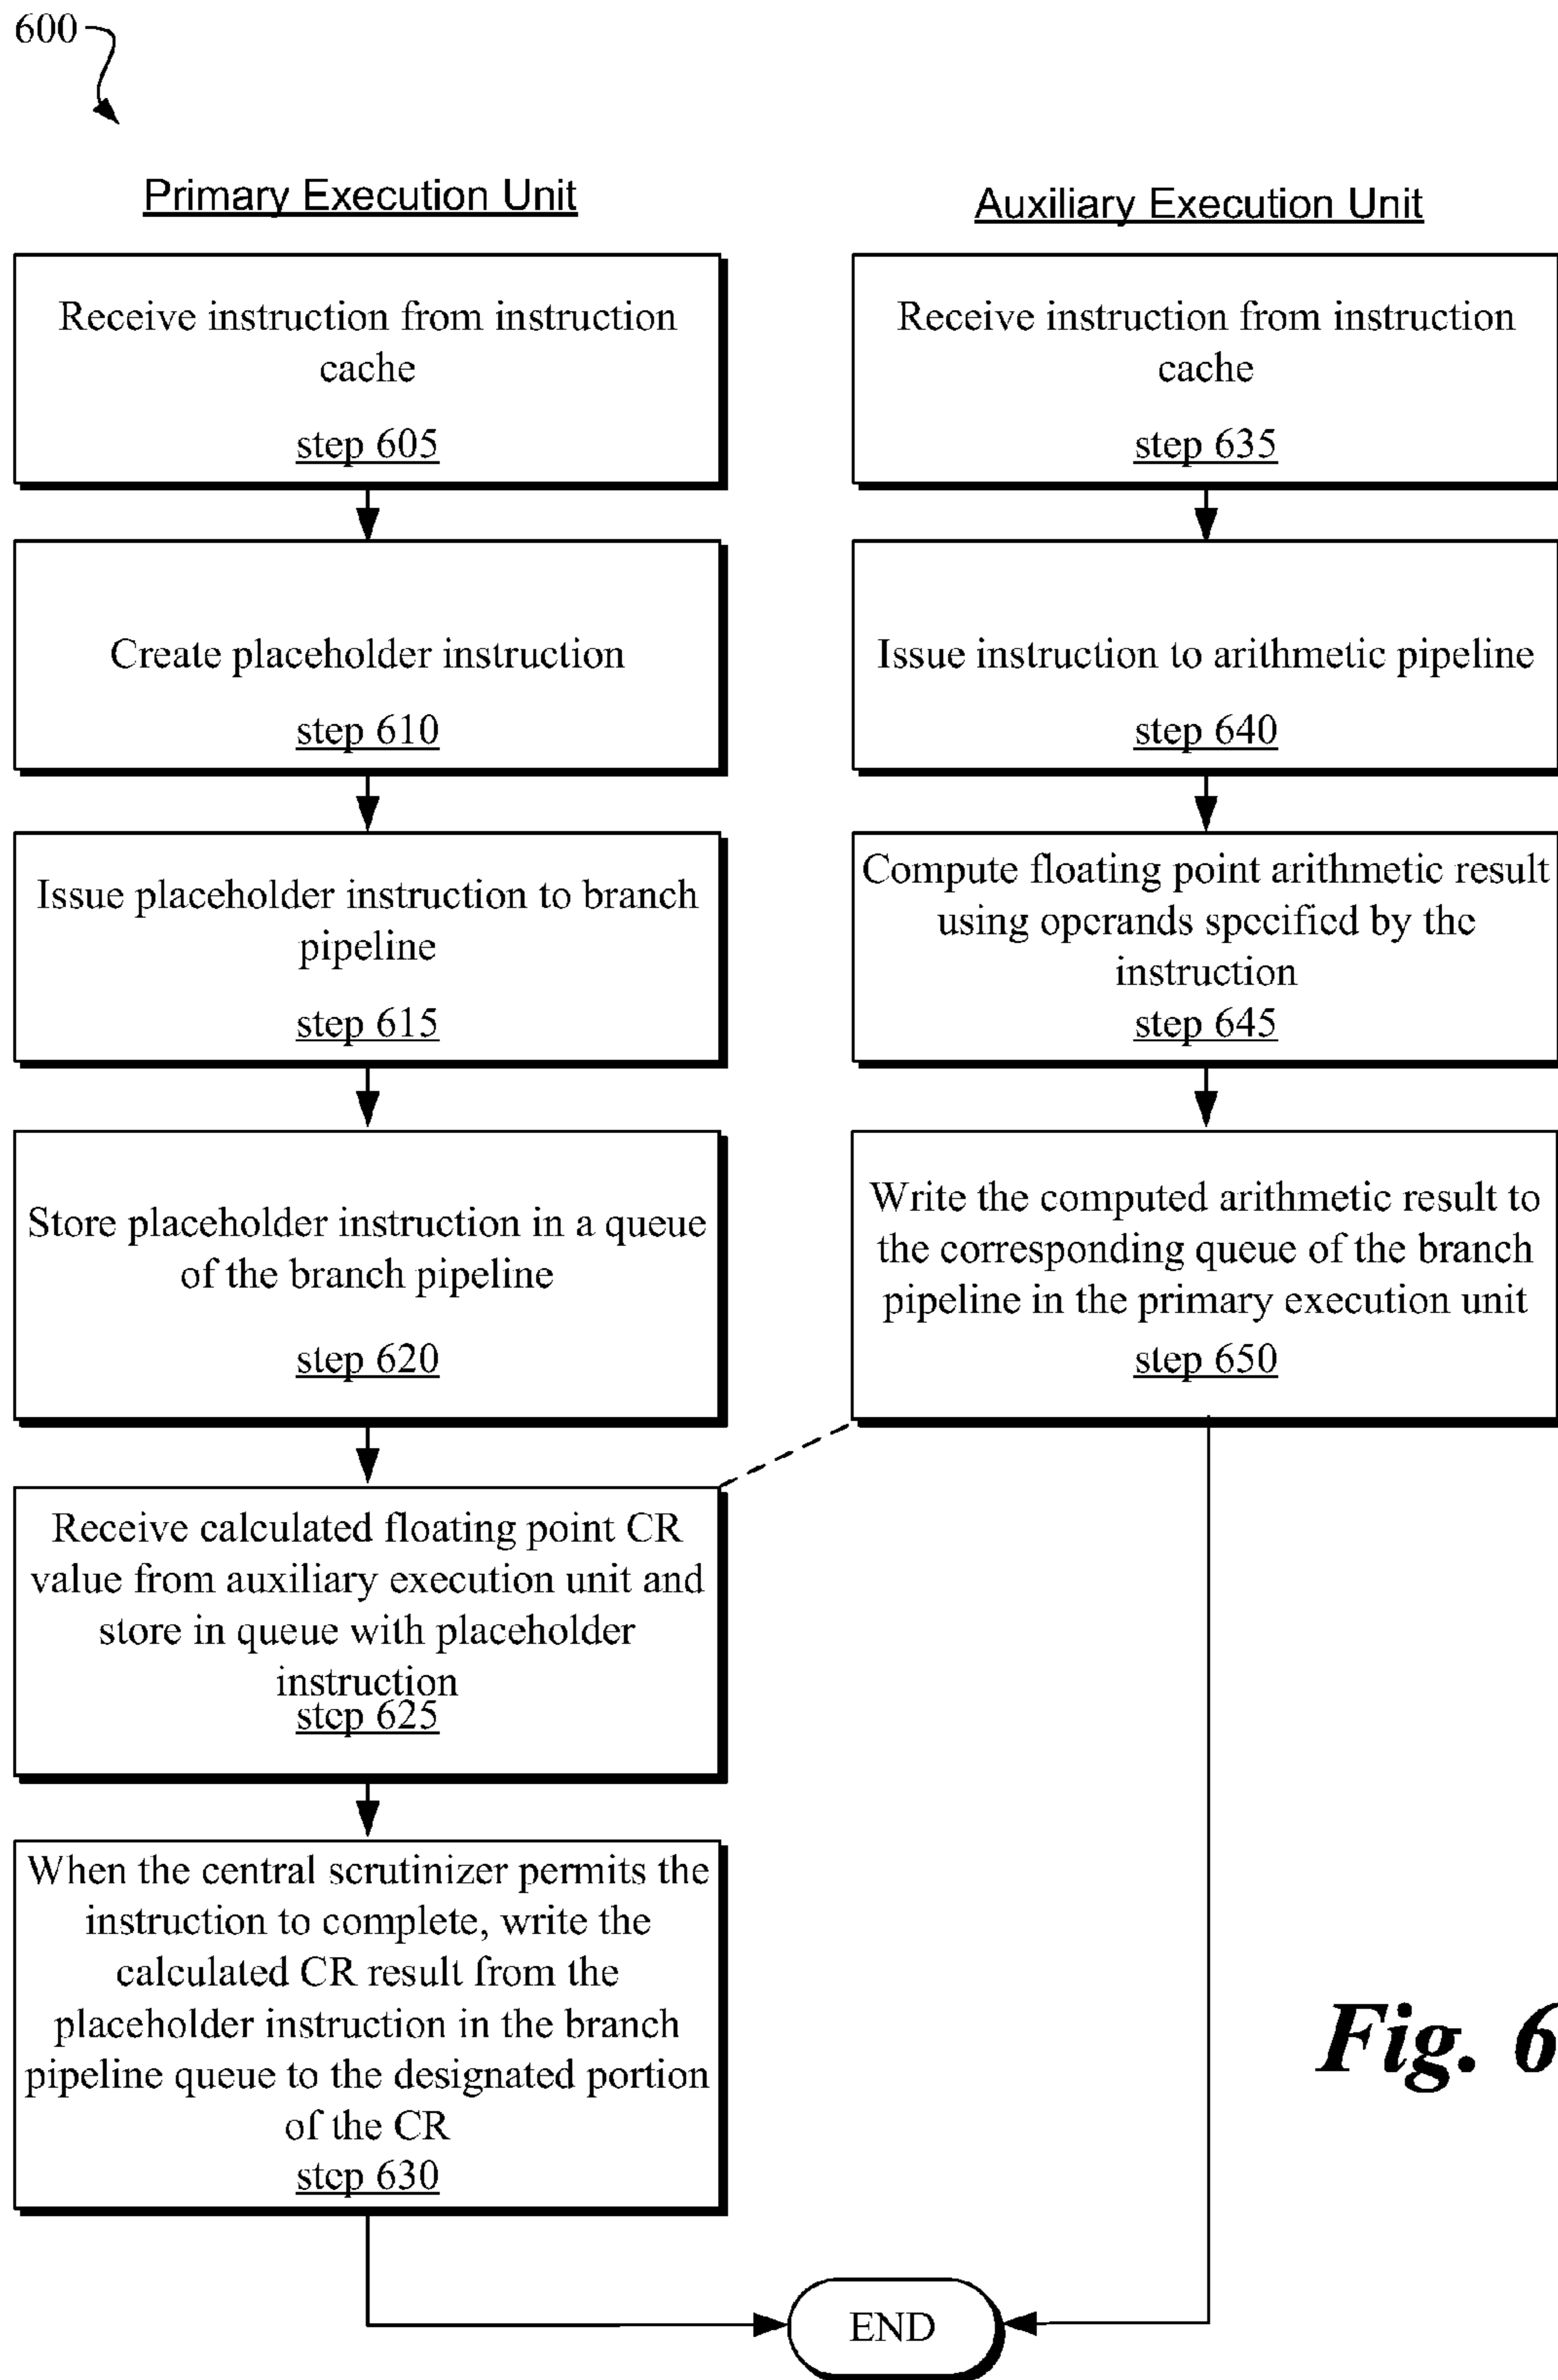 600
Primary Execution Unit
Receive instruction from instruction
cache
step 605
Create placeholder instruction
step 610
Issue placeholder instruction to branch
pipeline
step 615
Store placeholder instruction in a queue
of the branch pipeline
step 620
Receive calculated floating point CR
value from auxiliary execution unit and
store in queue with placeholder
instruction
step 625
When the central scrutinizer permits the
instruction to complete, write the
calculated CR result from the
placeholder instruction in the branch
pipeline queue to the designated portion
of the CR
step 630
Auxiliary Execution Unit
Receive instruction from instruction
cache
step 635
Issue instruction to arithmetic pipeline
step 640
Compute floating point arithmetic result
using operands specified by the
instruction
step 645
Write the computed arithmetic result to
the corresponding queue of the branch
pipeline in the primary execution unit
step 650
END
Fig. 6